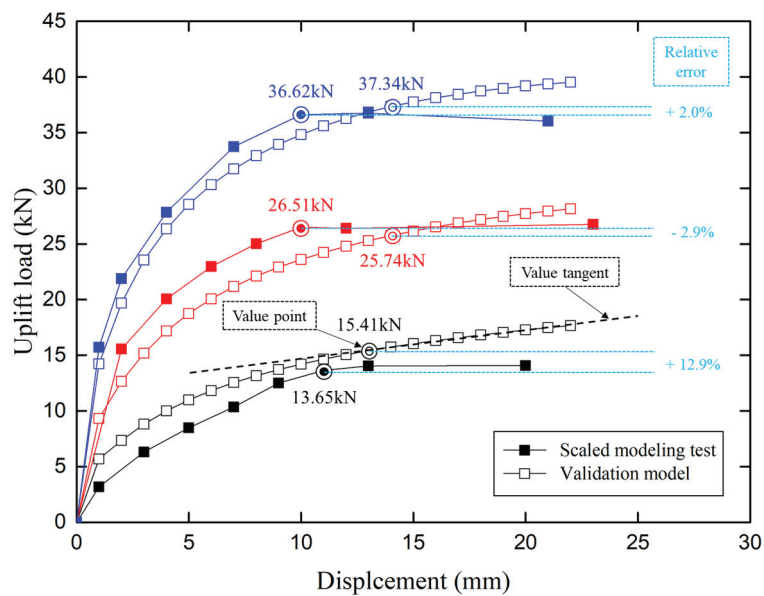 45
40
35
30
25
20
15
10
5
0
Uplift load (kN)
36.62kN
37.34kN
Relative
error
+ 2.0%
26.51kN
25.74kN
- 2.9%
Value tangent
Value point
15.41kN
+ 12.9%
13.65kN
Scaled modeling test
Validation model
0 5 10 15 20 25 30
Displcement (mm)